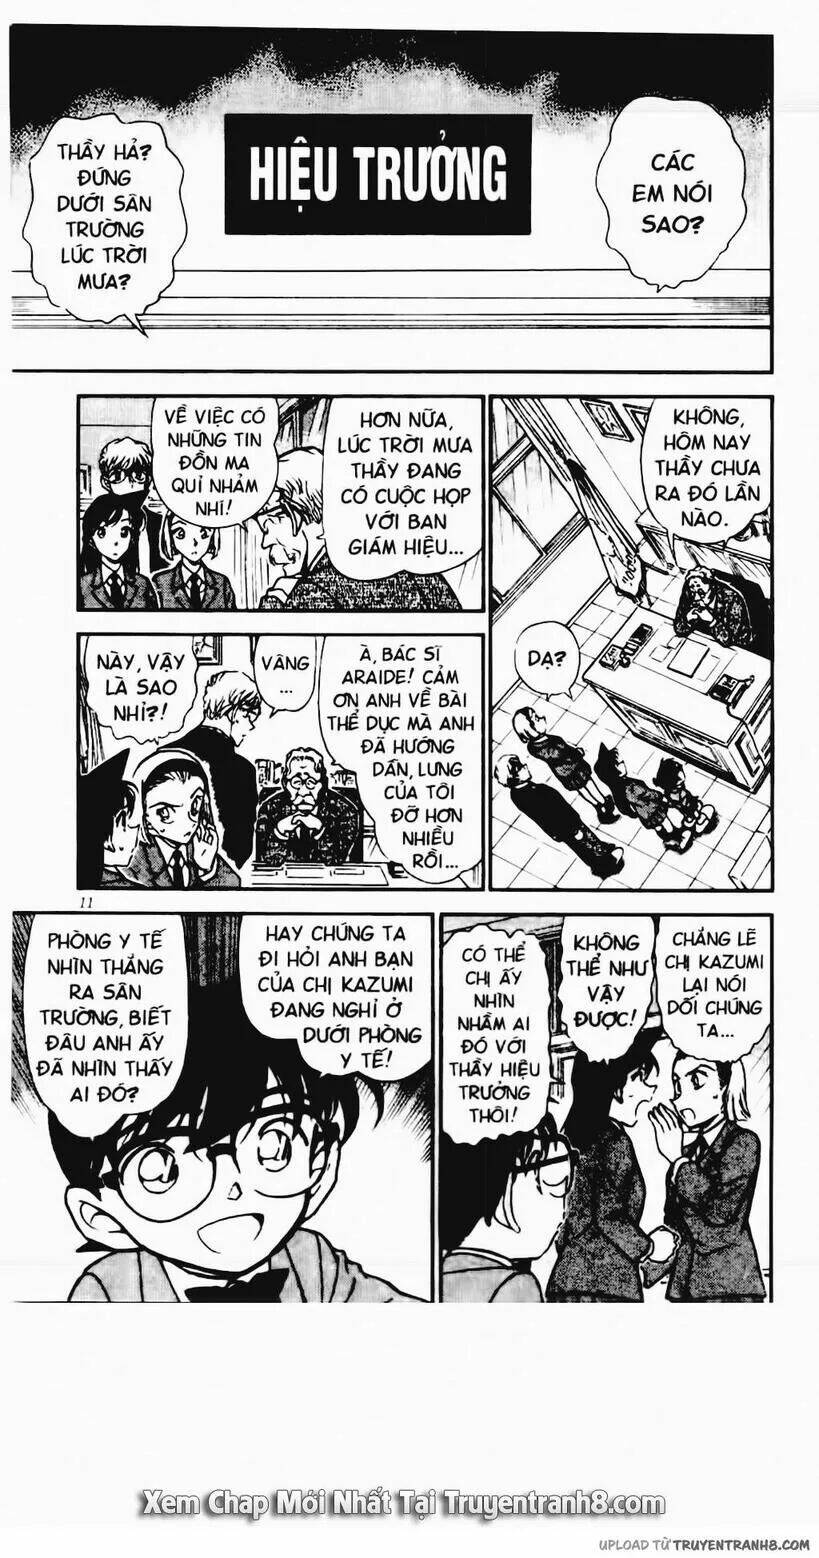 CÁC
EM NÓI
SAO?
HIỆU TRƯỞNG
THẦY HẢ?
ĐỨNG
DƯỚI SÂN
TRƯỜNG
LÚC TRỜI
MƯA?
KHÔNG,
HÔM NAY
THẦY CHƯA
RA ĐÓ LẦN
NÀO.
DẠ?
HƠN NỮA,
LÚC TRỜI MƯA
THẦY ĐANG
CÓ CUỘC HỌP
VỚI BAN
GIÁM HIỆU...
VỀ VIỆC CÓ
NHỮNG TIN
ĐỒN MA
QUỈ NHẢM
NHÍ!
À, BÁC SĨ
ARAIDE! CẢM
ƠN ANH VỀ BÀI
THỂ DỤC MÀ ANH
ĐÃ HƯỚNG
DẪN, LƯNG
CỦA TÔI
ĐỠ HƠN
NHIỀU
RỒI...
VÂNG
...
NÀY, VẬY
LÀ SAO
NHỈ?!
11
CHẲNG LẼ
CHỊ KAZUMI
LẠI NÓI
DỐI CHÚNG
TA...
KHÔNG
THỂ NHƯ
VẬY
ĐƯỢC!
CÓ THỂ
CHỊ ẤY
NHÌN
NHẦM AI
ĐÓ VỚI
THẦY HIỆU
TRƯỞNG
THÔI!
HAY CHÚNG TA
ĐI HỎI ANH BẠN
CỦA CHỊ KAZUMI
ĐANG NGHỈ Ở
DƯỚI PHÒNG
Y TẾ!
PHÒNG Y TẾ
NHÌN THẲNG
RA SÂN
TRƯỜNG, BIẾT
ĐÂU ANH ẤY
ĐÃ NHÌN THẤY
AI ĐÓ?
Xem Chap Mới Nhất Tại Truyentranh8.com
UPLOAD TỪ TRUYENTRANH8.COM